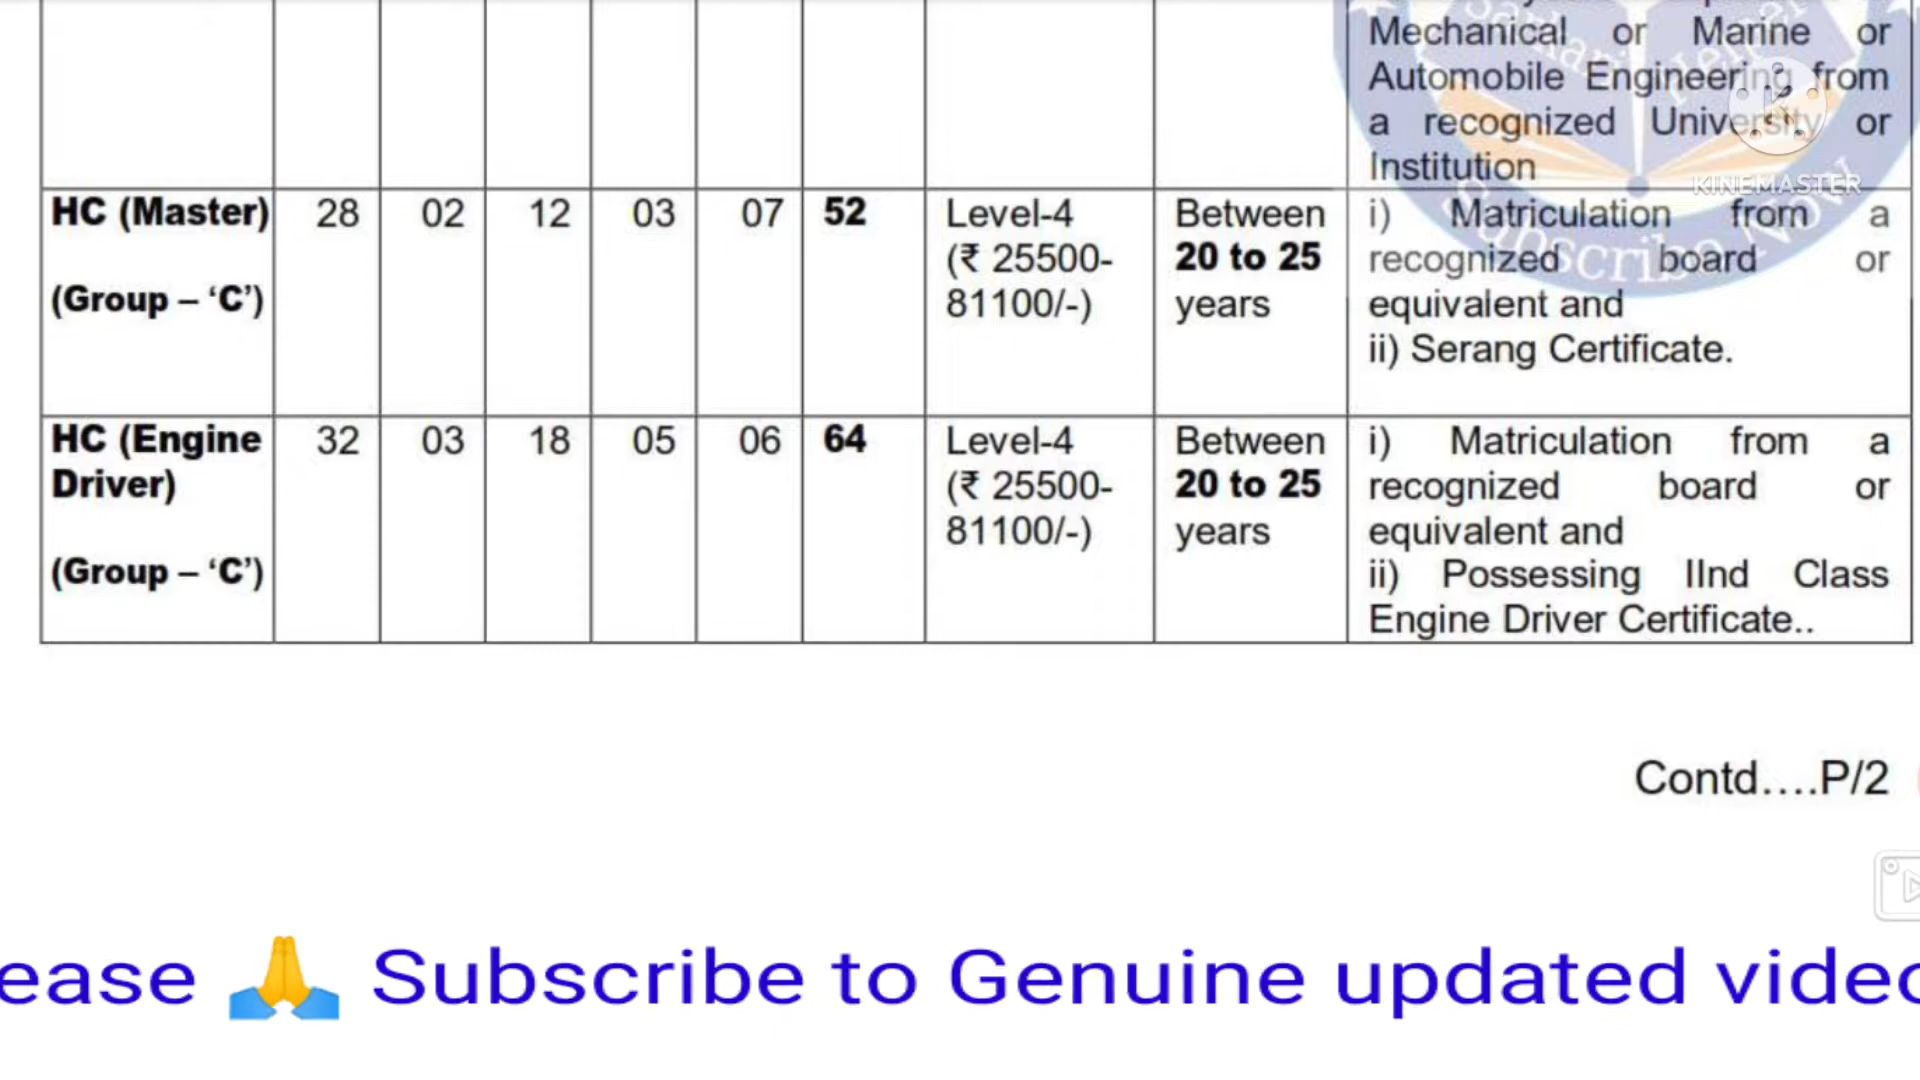 Mechanical or Marine or
Automobile Engineering from
a recognized University or
Institution
KINEMASTER
HC (Master) 28 02 12 03 07 52 Level-4 Between i) Matriculation from a
(₹ 25500- 20 to 25 recognized board or
(Group – ‘C’) 81100/-) years equivalent and
ii) Serang Certificate.
Subscribe Now
HC (Engine 32 03 18 05 06 64 Level-4 Between i) Matriculation from a
Driver) (₹ 25500- 20 to 25 recognized board or
81100/-) years equivalent and
(Group – ‘C’) ii) Possessing IInd Class
Engine Driver Certificate..
Contd....P/2
ease 🙏 Subscribe to Genuine updated video